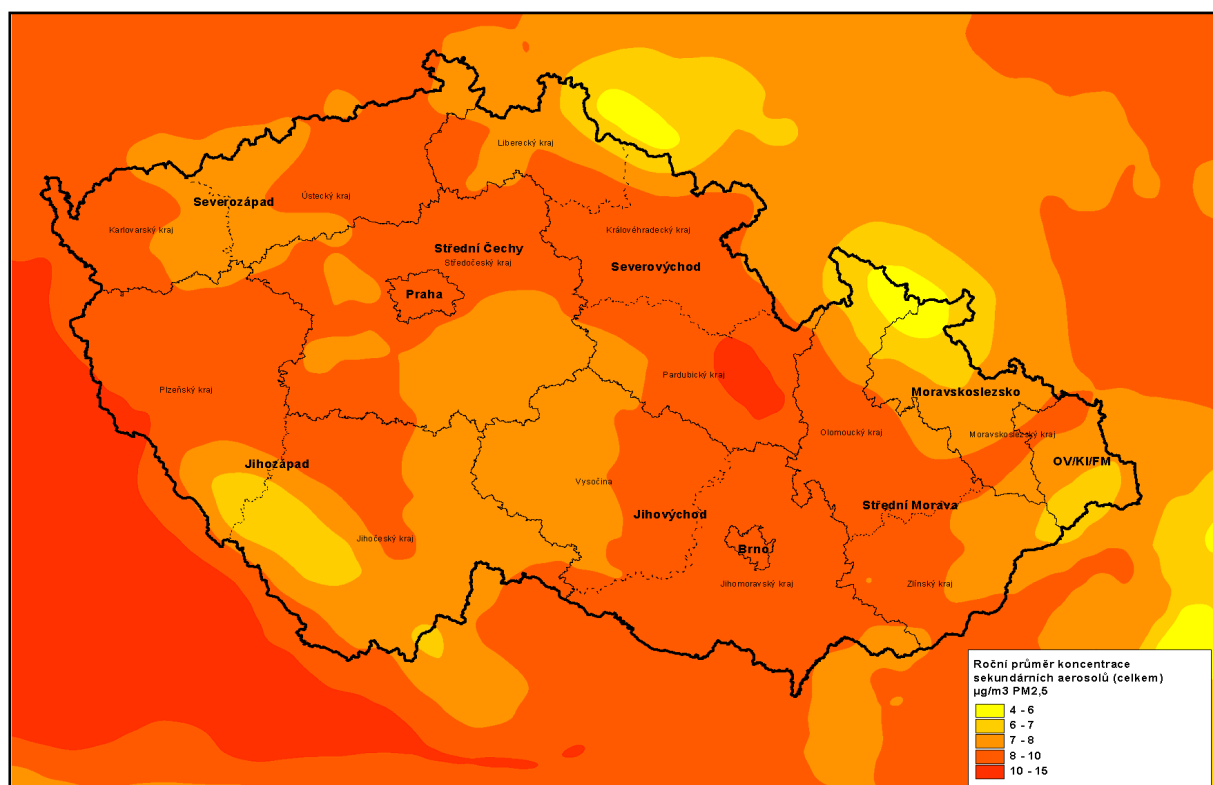 Liberecký kraj
Ústecký kraj
Severozápad
Karlovarský kraj
Královéhradecký kraj
Střední Čechy
Středočeský kraj
Severovýchod
Praha
Pardubický kraj
Plzeňský kraj
Moravskoslezsko
Olomoucký kraj
Moravskoslezský kraj
Jihozápad
OV/KI/FM
Vysočina
Střední Morava
Jihovýchod
Jihočeský kraj
Brno
Jihomoravský kraj
Zlínský kraj
Roční průměr koncentrace
sekundárních aerosolů (celkem)
µg/m3 PM2,5
4 - 6
6 - 7
7 - 8
8 - 10
10 - 15